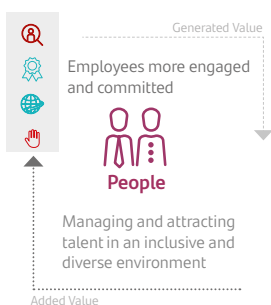 Generated Value
Employees more engaged
and committed
People
Managing and attracting
talent in an inclusive and
diverse environment
Added Value